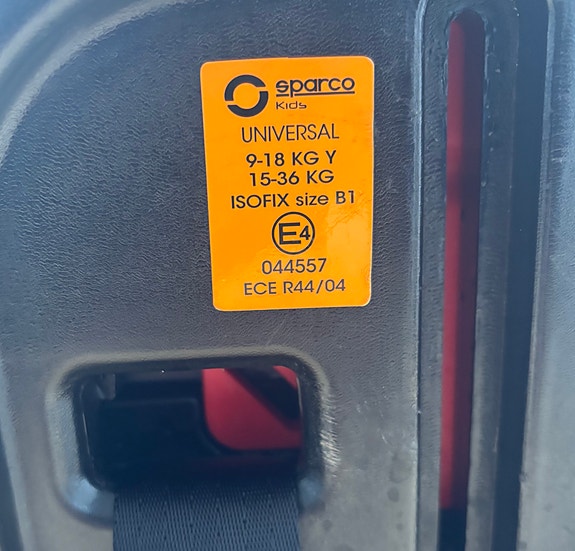 sparco
Kids
UNIVERSAL
9-18 KG Y
15-36 KG
ISOFIX size B1
E4
044557
ECE R44/04